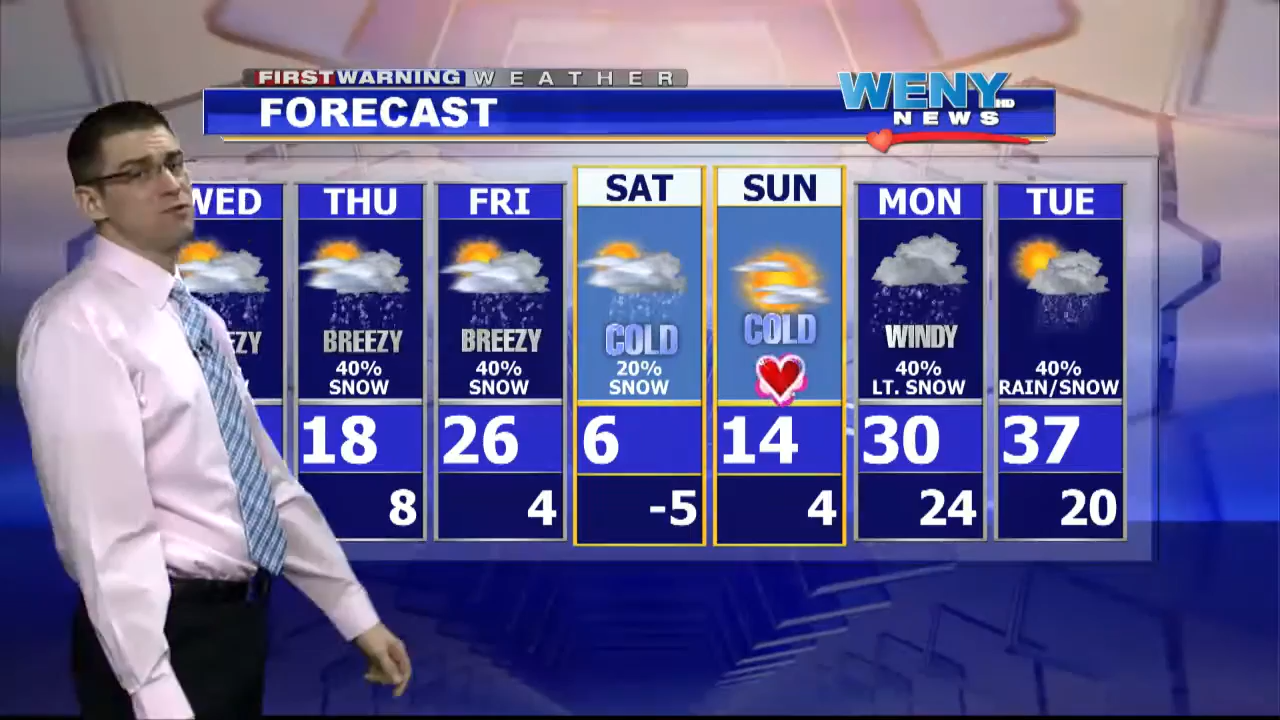 FIRST WARNING WEATHER
FORECAST
WENY HD
NEWS
WED THU FRI SAT SUN MON TUE
BREEZY BREEZY COLD COLD WINDY
40% 40% 20% 40% 40%
SNOW SNOW SNOW LT. SNOW RAIN/SNOW
18 26 6 14 30 37
8 4 -5 4 24 20